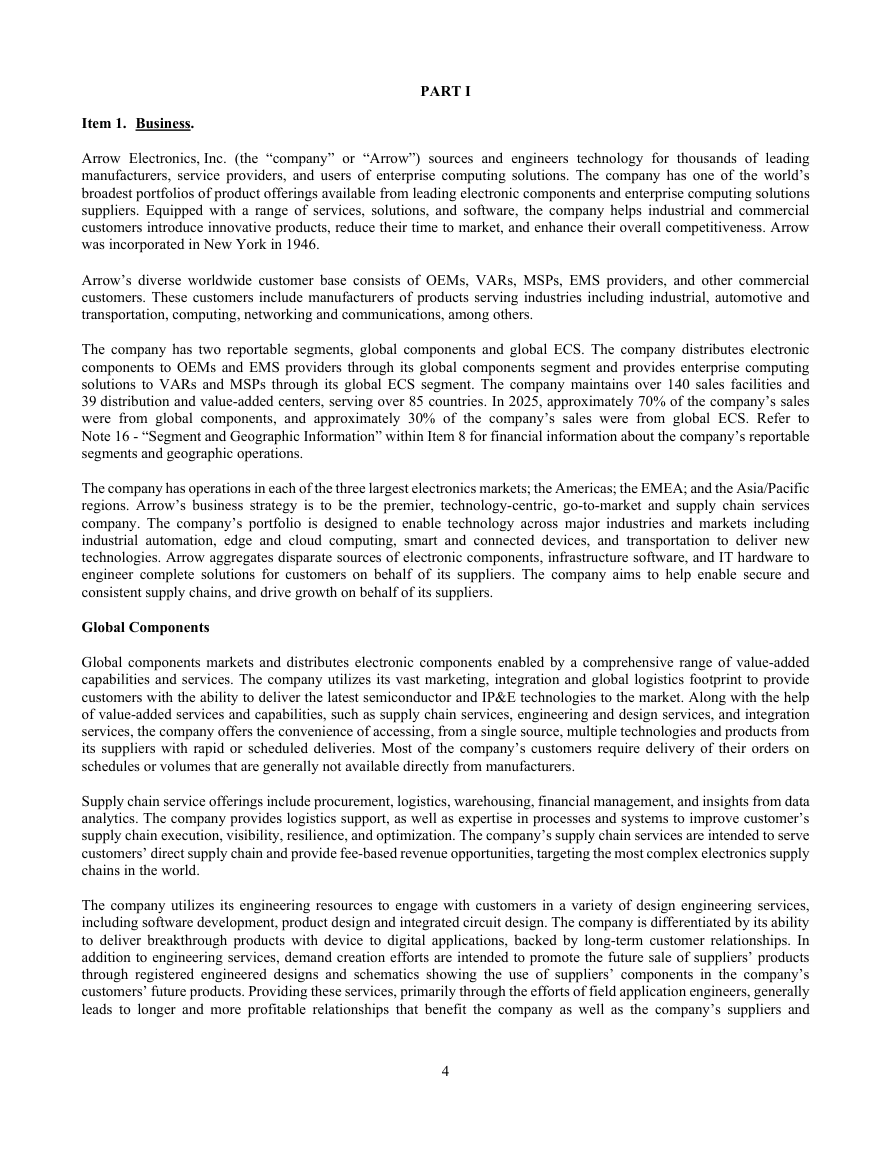 PART I
Item 1. Business.
Arrow Electronics, Inc. (the “company” or “Arrow”) sources and engineers technology for thousands of leading
manufacturers, service providers, and users of enterprise computing solutions. The company has one of the world’s
broadest portfolios of product offerings available from leading electronic components and enterprise computing solutions
suppliers. Equipped with a range of services, solutions, and software, the company helps industrial and commercial
customers introduce innovative products, reduce their time to market, and enhance their overall competitiveness. Arrow
was incorporated in New York in 1946.
Arrow’s diverse worldwide customer base consists of OEMs, VARs, MSPs, EMS providers, and other commercial
customers. These customers include manufacturers of products serving industries including industrial, automotive and
transportation, computing, networking and communications, among others.
The company has two reportable segments, global components and global ECS. The company distributes electronic
components to OEMs and EMS providers through its global components segment and provides enterprise computing
solutions to VARs and MSPs through its global ECS segment. The company maintains over 140 sales facilities and
39 distribution and value-added centers, serving over 85 countries. In 2025, approximately 70% of the company’s sales
were from global components, and approximately 30% of the company’s sales were from global ECS. Refer to
Note 16 - “Segment and Geographic Information” within Item 8 for financial information about the company’s reportable
segments and geographic operations.
The company has operations in each of the three largest electronics markets; the Americas; the EMEA; and the Asia/Pacific
regions. Arrow’s business strategy is to be the premier, technology-centric, go-to-market and supply chain services
company. The company’s portfolio is designed to enable technology across major industries and markets including
industrial automation, edge and cloud computing, smart and connected devices, and transportation to deliver new
technologies. Arrow aggregates disparate sources of electronic components, infrastructure software, and IT hardware to
engineer complete solutions for customers on behalf of its suppliers. The company aims to help enable secure and
consistent supply chains, and drive growth on behalf of its suppliers.
Global Components
Global components markets and distributes electronic components enabled by a comprehensive range of value-added
capabilities and services. The company utilizes its vast marketing, integration and global logistics footprint to provide
customers with the ability to deliver the latest semiconductor and IP&E technologies to the market. Along with the help
of value-added services and capabilities, such as supply chain services, engineering and design services, and integration
services, the company offers the convenience of accessing, from a single source, multiple technologies and products from
its suppliers with rapid or scheduled deliveries. Most of the company’s customers require delivery of their orders on
schedules or volumes that are generally not available directly from manufacturers.
Supply chain service offerings include procurement, logistics, warehousing, financial management, and insights from data
analytics. The company provides logistics support, as well as expertise in processes and systems to improve customer’s
supply chain execution, visibility, resilience, and optimization. The company’s supply chain services are intended to serve
customers’ direct supply chain and provide fee-based revenue opportunities, targeting the most complex electronics supply
chains in the world.
The company utilizes its engineering resources to engage with customers in a variety of design engineering services,
including software development, product design and integrated circuit design. The company is differentiated by its ability
to deliver breakthrough products with device to digital applications, backed by long-term customer relationships. In
addition to engineering services, demand creation efforts are intended to promote the future sale of suppliers’ products
through registered engineered designs and schematics showing the use of suppliers’ components in the company’s
customers’ future products. Providing these services, primarily through the efforts of field application engineers, generally
leads to longer and more profitable relationships that benefit the company as well as the company’s suppliers and
4